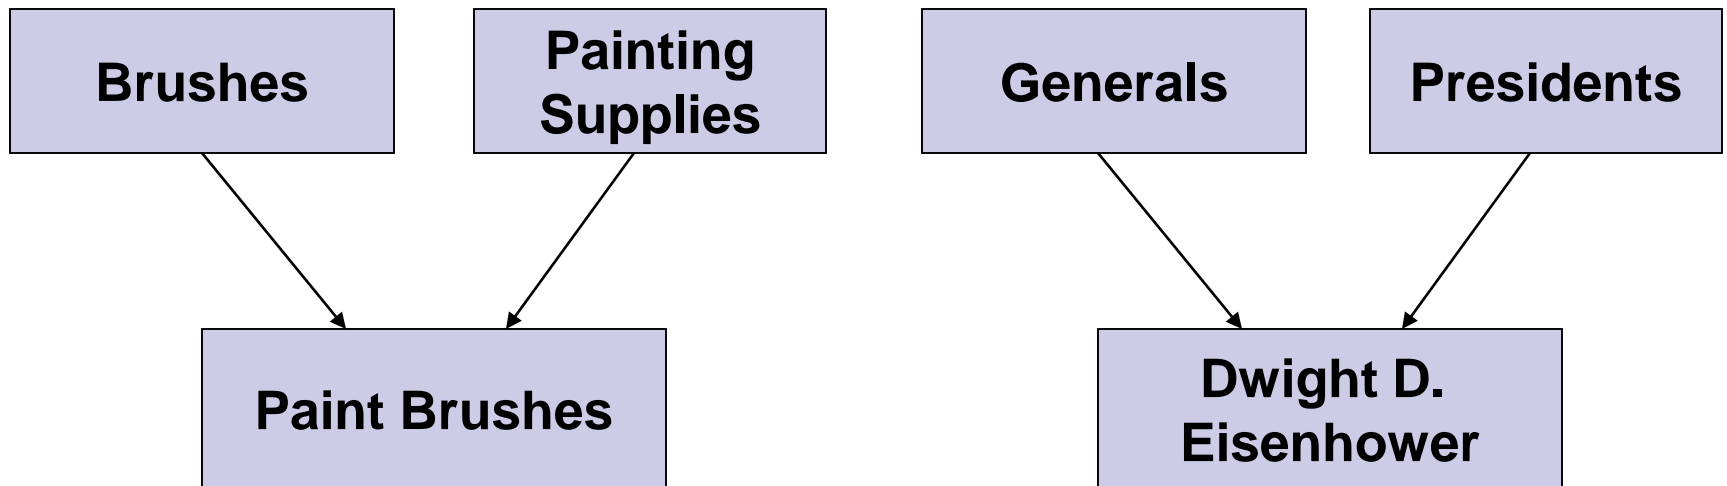 Brushes
Painting
Supplies
Generals
Presidents
Paint Brushes
Dwight D.
Eisenhower